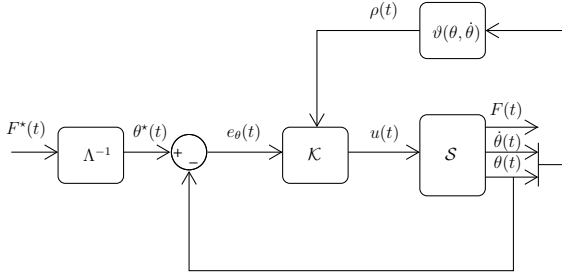 ρ(t)
ϑ(θ, θ̇)
F⋆(t)
Λ⁻¹
θ⋆(t)
+
−
e_θ(t)
𝒦
u(t)
𝒮
F(t)
θ̇(t)
θ(t)